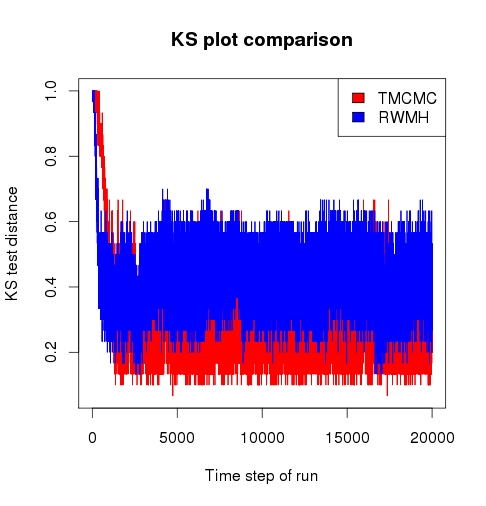 KS plot comparison
TMCMC
RWMH
KS test distance
1.0
0.8
0.6
0.4
0.2
0 5000 10000 15000 20000
Time step of run